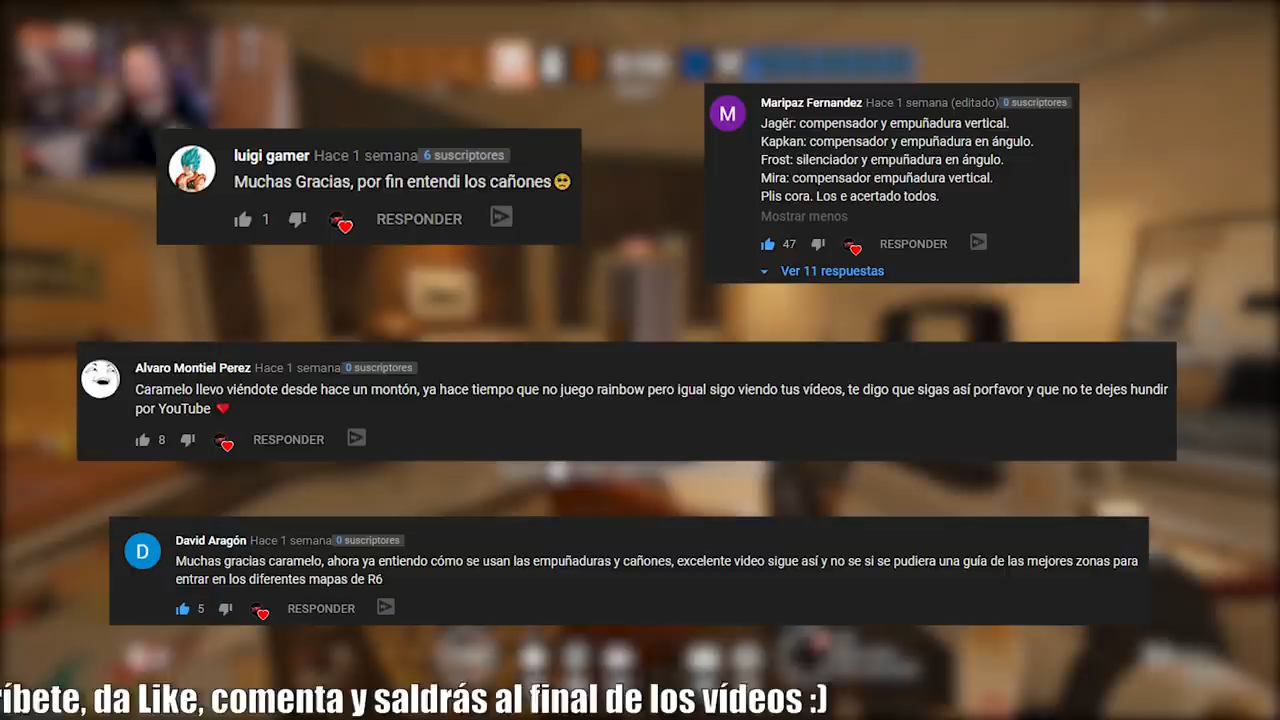 luigi gamer Hace 1 semana 6 suscriptores
Muchas Gracias, por fin entendi los cañones🥺
1 RESPONDER
M
Maripaz Fernandez Hace 1 semana (editado) 0 suscriptores
Jagër: compensador y empuñadura vertical.
Kapkan: compensador y empuñadura en ángulo.
Frost: silenciador y empuñadura en ángulo.
Mira: compensador empuñadura vertical.
Plis cora. Los e acertado todos.
Mostrar menos
47 RESPONDER
Ver 11 respuestas
Alvaro Montiel Perez Hace 1 semana 0 suscriptores
Caramelo llevo viéndote desde hace un montón, ya hace tiempo que no juego rainbow pero igual sigo viendo tus vídeos, te digo que sigas así porfavor y que no te dejes hundir
por YouTube ❤️
8 RESPONDER
D
David Aragón Hace 1 semana 0 suscriptores
Muchas gracias caramelo, ahora ya entiendo cómo se usan las empuñaduras y cañones, excelente video sigue así y no se si se pudiera una guía de las mejores zonas para
entrar en los diferentes mapas de R6
5 RESPONDER
ríbete, da Like, comenta y saldrás al final de los vídeos :)